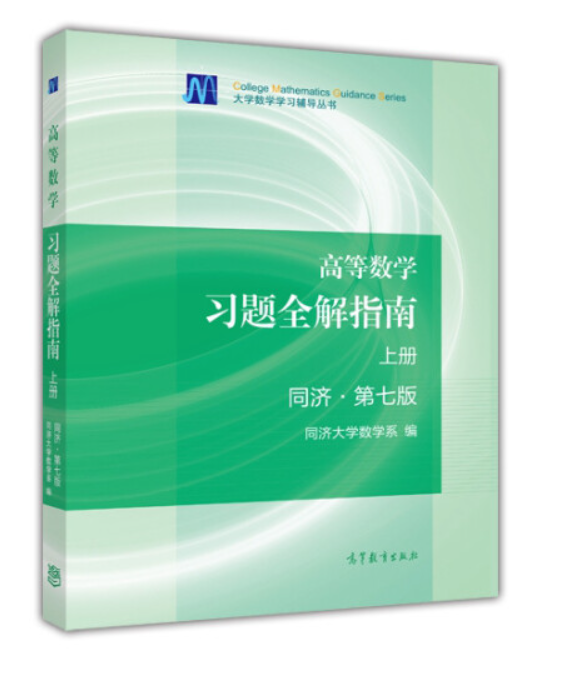 College Mathematics Guidance Series
大学数学学习辅导丛书
高等数学
习题全解指南
上册
同济·第七版
同济大学数学系 编
高等教育出版社
高等数学
习题全解指南
上册
同济·第七版
同济大学数学系 编